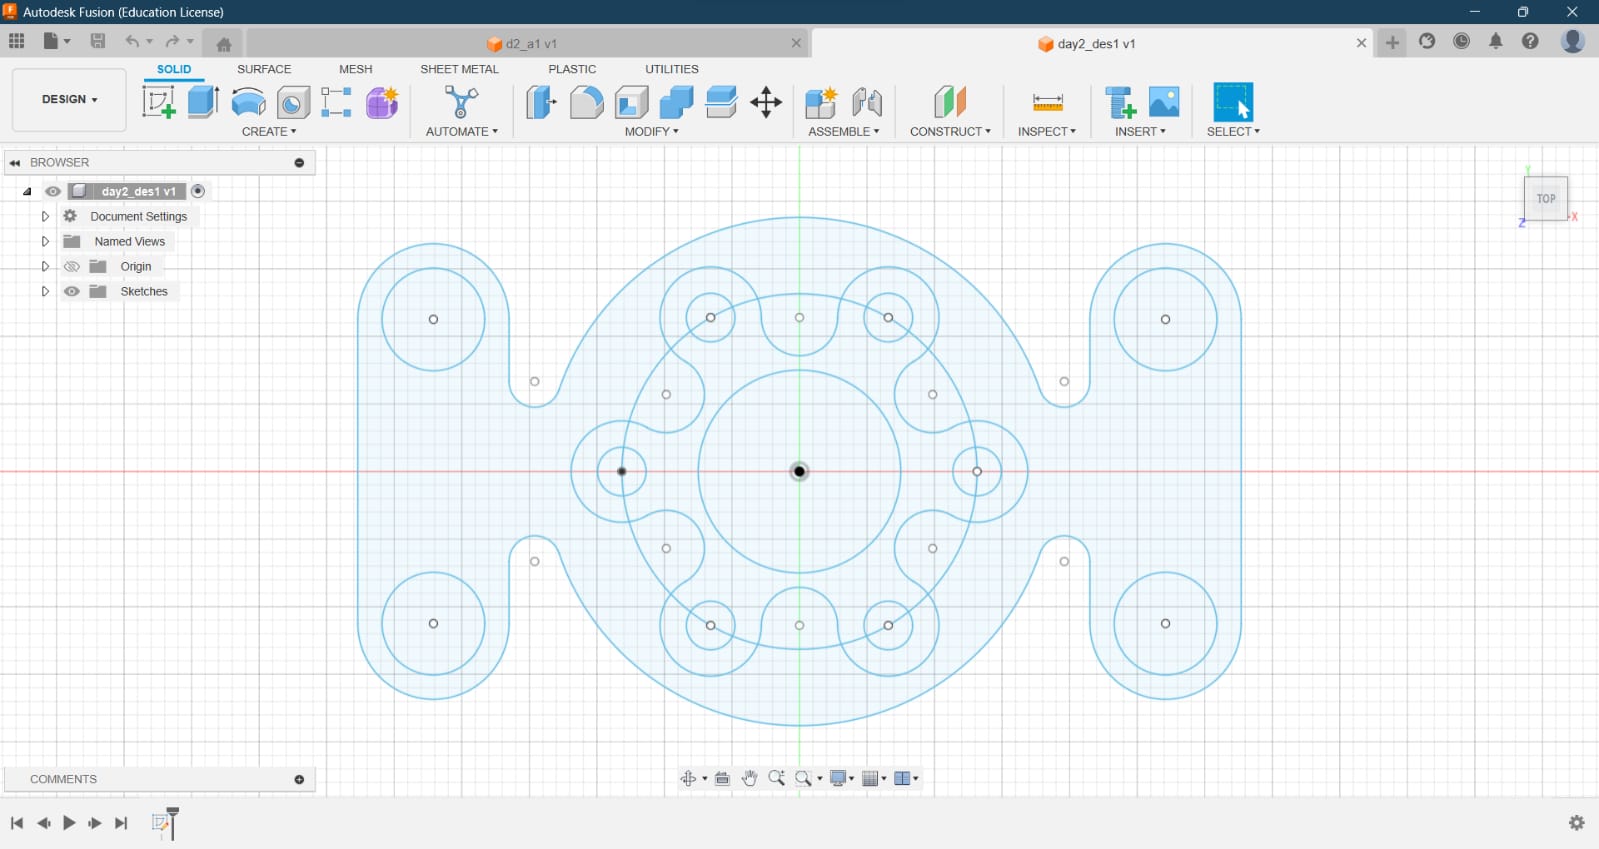 Autodesk Fusion (Education License)
d2_a1 v1
day2_des1 v1
SOLID SURFACE MESH SHEET METAL PLASTIC UTILITIES
DESIGN
CREATE AUTOMATE MODIFY ASSEMBLE CONSTRUCT INSPECT INSERT SELECT
BROWSER
day2_des1 v1
Document Settings
Named Views
Origin
Sketches
Y
TOP
X
Z
COMMENTS